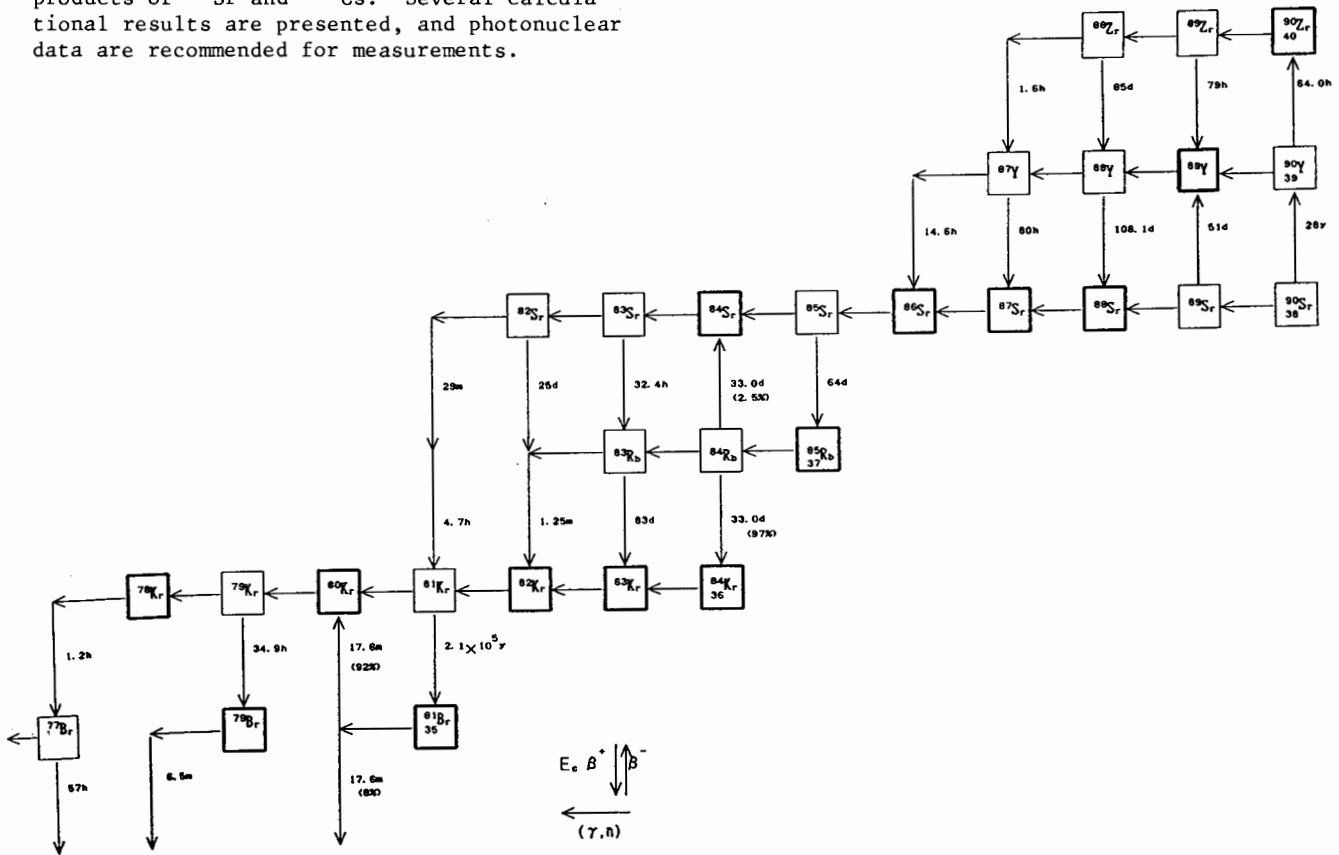 products of Sr and Cs. Several calcula-
tional results are presented, and photonuclear
data are recommended for measurements.
88Zr 89Zr 90Zr 40
1.6h 85d 79h 64.0h
87Y 88Y 89Y 90Y 39
14.6h 80h 108.1d 51d 28y
82Sr 83Sr 84Sr 85Sr 86Sr 87Sr 88Sr 89Sr 90Sr 38
29m 25d 32.4h 33.0d (2.5%) 64d
83Rb 84Rb 85Rb 37
4.7h 1.25m 83d 33.0d (97%)
78Kr 79Kr 80Kr 81Kr 82Kr 83Kr 84Kr 36
1.2h 34.9h 17.6m (92%) 2.1×10⁵y
77Br 79Br 81Br 35
57h 6.5m 17.6m (8%)
Ec β⁺ β⁻
(γ,n)